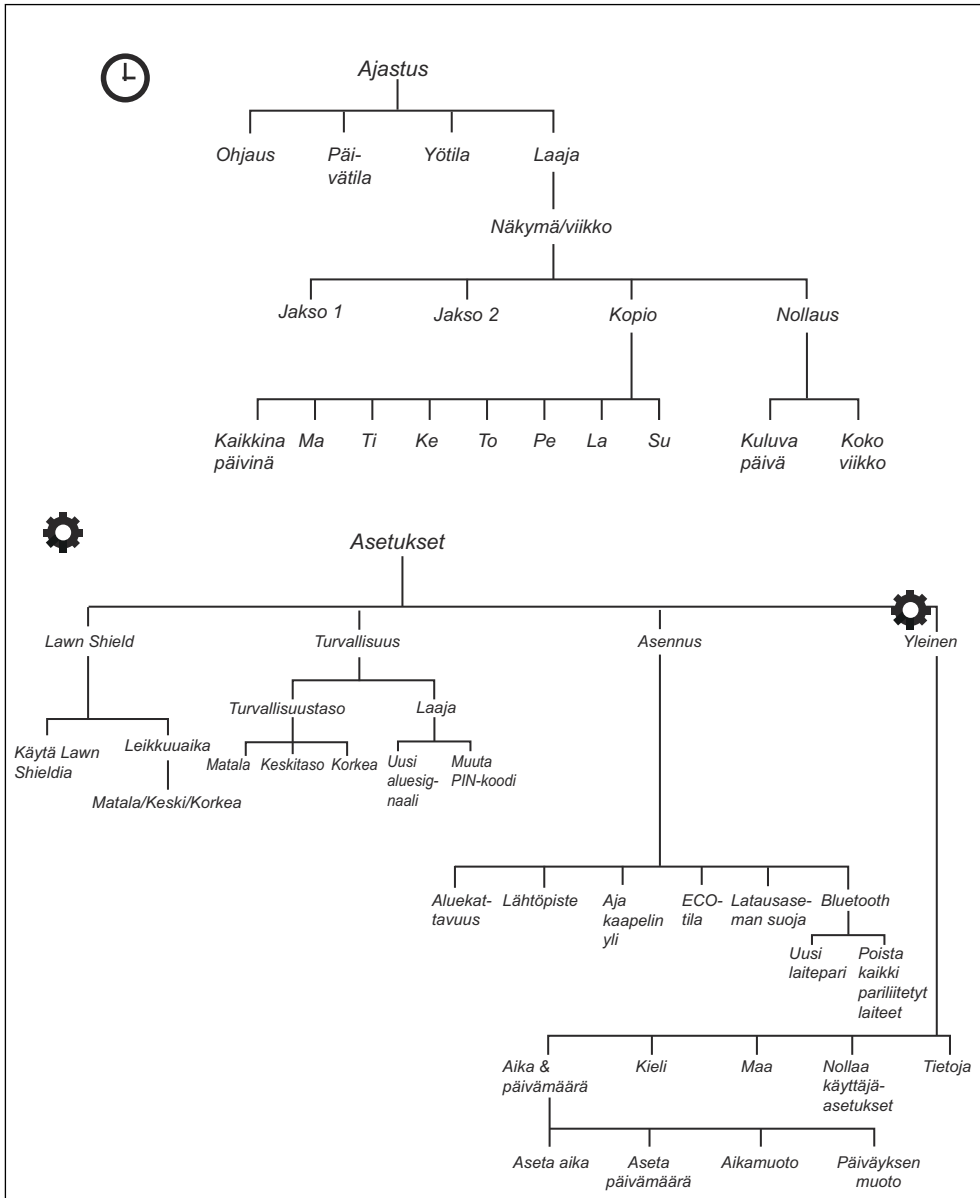 Ajastus
Ohjaus
Päi-
vätila
Yötila
Laaja
Näkymä/viikko
Jakso 1
Jakso 2
Kopio
Nollaus
Kaikkina
päivinä
Ma
Ti
Ke
To
Pe
La
Su
Kuluva
päivä
Koko
viikko
Asetukset
Lawn Shield
Turvallisuus
Asennus
Yleinen
Käytä Lawn
Shieldia
Leikkuuaika
Matala/Keski/Korkea
Turvallisuustaso
Laaja
Matala
Keskitaso
Korkea
Uusi
aluesig-
naali
Muuta
PIN-koodi
Aluekat-
tavuus
Lähtöpiste
Aja
kaapelin
yli
ECO-
tila
Latausase-
man suoja
Bluetooth
Uusi
laitepari
Poista
kaikki
pariliitetyt
laiteet
Aika &
päivämäärä
Kieli
Maa
Nollaa
käyttäjä-
asetukset
Tietoja
Aseta aika
Aseta
päivämäärä
Aikamuoto
Päiväyksen
muoto